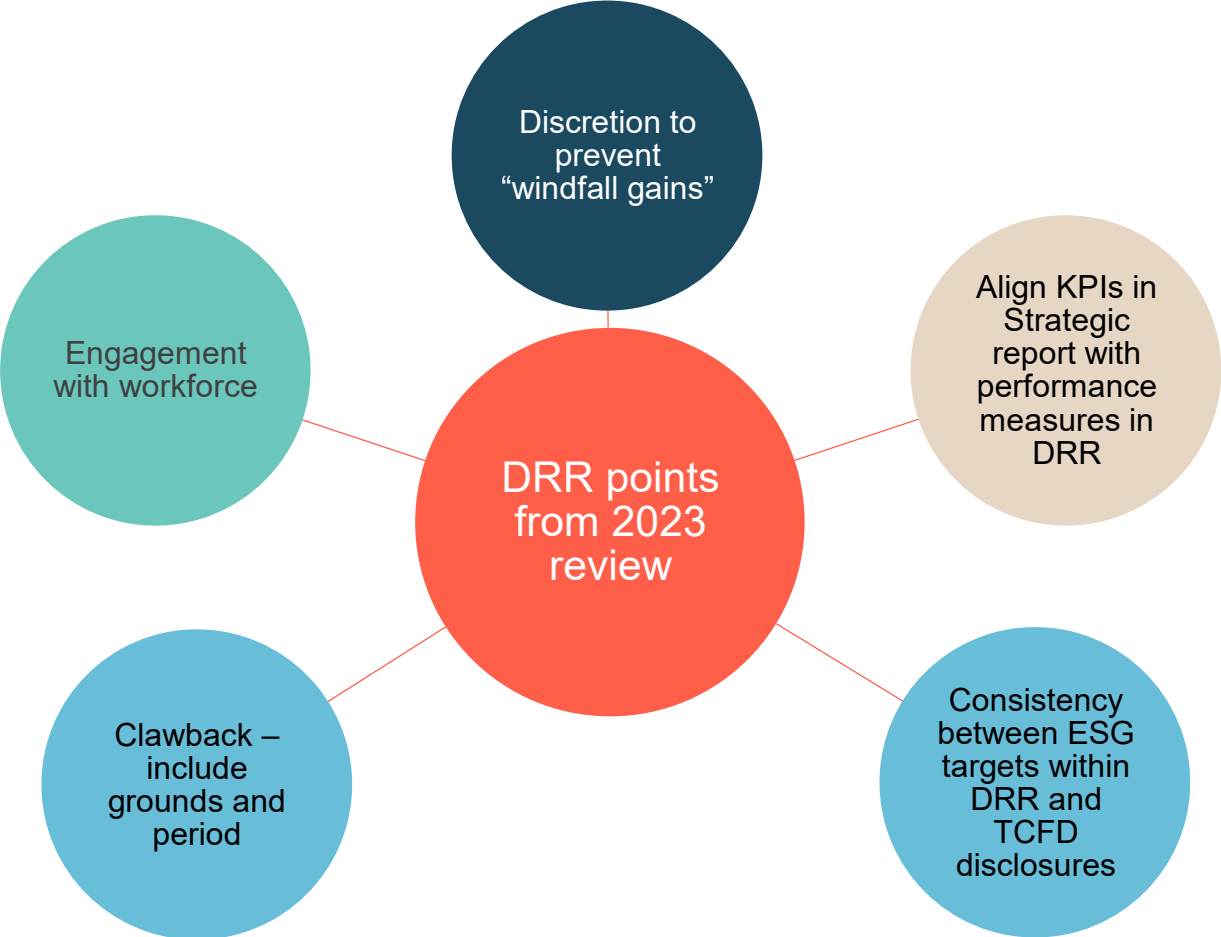 Discretion to
prevent
“windfall gains”
Engagement
with workforce
Align KPIs in
Strategic
report with
performance
measures in
DRR
DRR points
from 2023
review
Clawback –
include
grounds and
period
Consistency
between ESG
targets within
DRR and
TCFD
disclosures